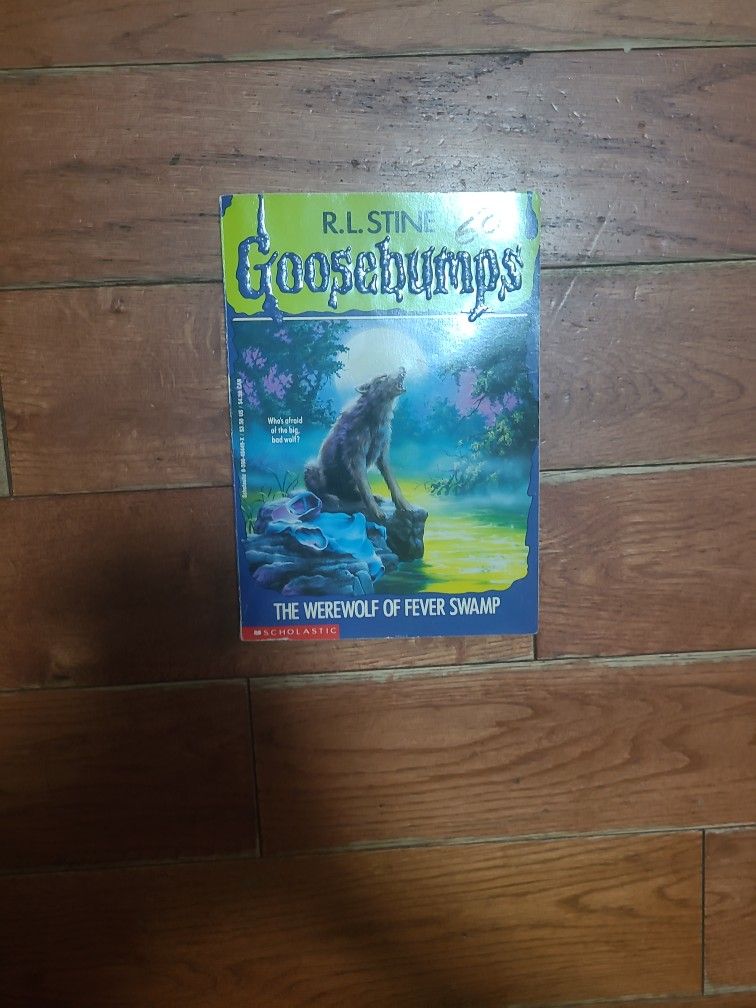 R.L. STINE
Goosebumps
Who's afraid
of the big,
bad wolf?
THE WEREWOLF OF FEVER SWAMP
SCHOLASTIC